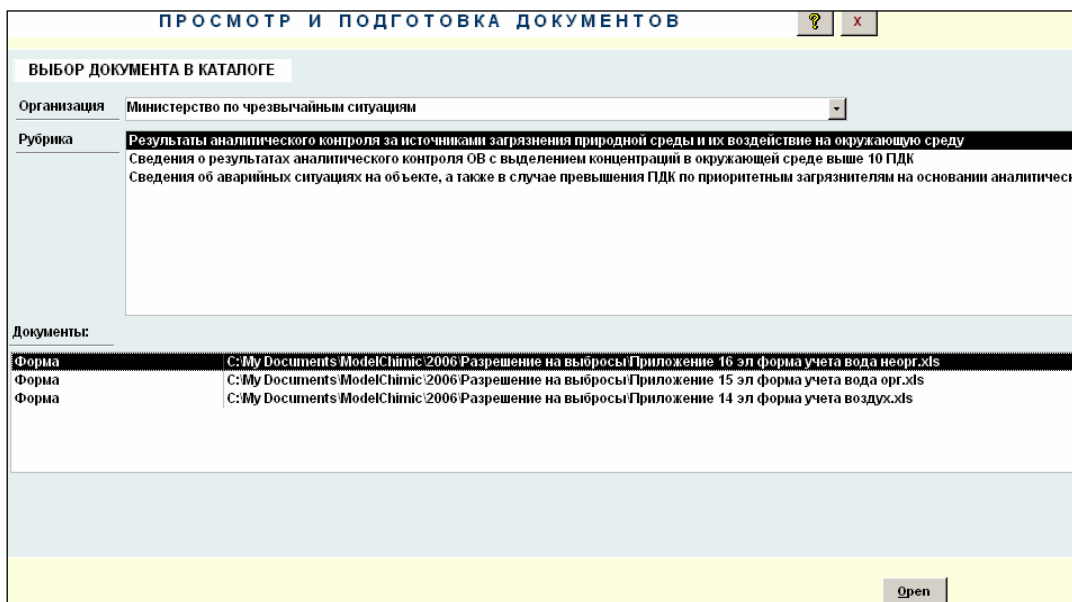 ПРОСМОТР И ПОДГОТОВКА ДОКУМЕНТОВ ? X
ВЫБОР ДОКУМЕНТА В КАТАЛОГЕ
Организация Министерство по чрезвычайным ситуациям
Рубрика Результаты аналитического контроля за источниками загрязнения природной среды и их воздействие на окружающую среду
Сведения о результатах аналитического контроля ОВ с выделением концентраций в окружающей среде выше 10 ПДК
Сведения об аварийных ситуациях на объекте, а также в случае превышения ПДК по приоритетным загрязнителям на основании аналитическ
Документы:
Форма C:\My Documents\ModelChimic\2006\Разрешение на выбросы\Приложение 16 эл форма учета вода неорг.xls
Форма C:\My Documents\ModelChimic\2006\Разрешение на выбросы\Приложение 15 эл форма учета вода орг.xls
Форма C:\My Documents\ModelChimic\2006\Разрешение на выбросы\Приложение 14 эл форма учета воздух.xls
Open